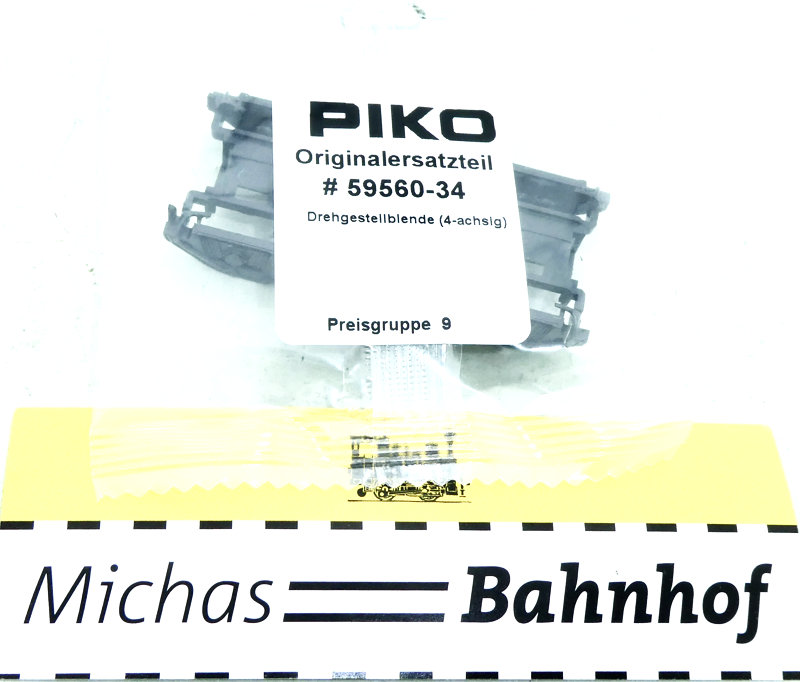 PIKO
Originalersatzteil
# 59560-34
Drehgestellblende (4-achsig)
Preisgruppe 9
Michas Bahnhof